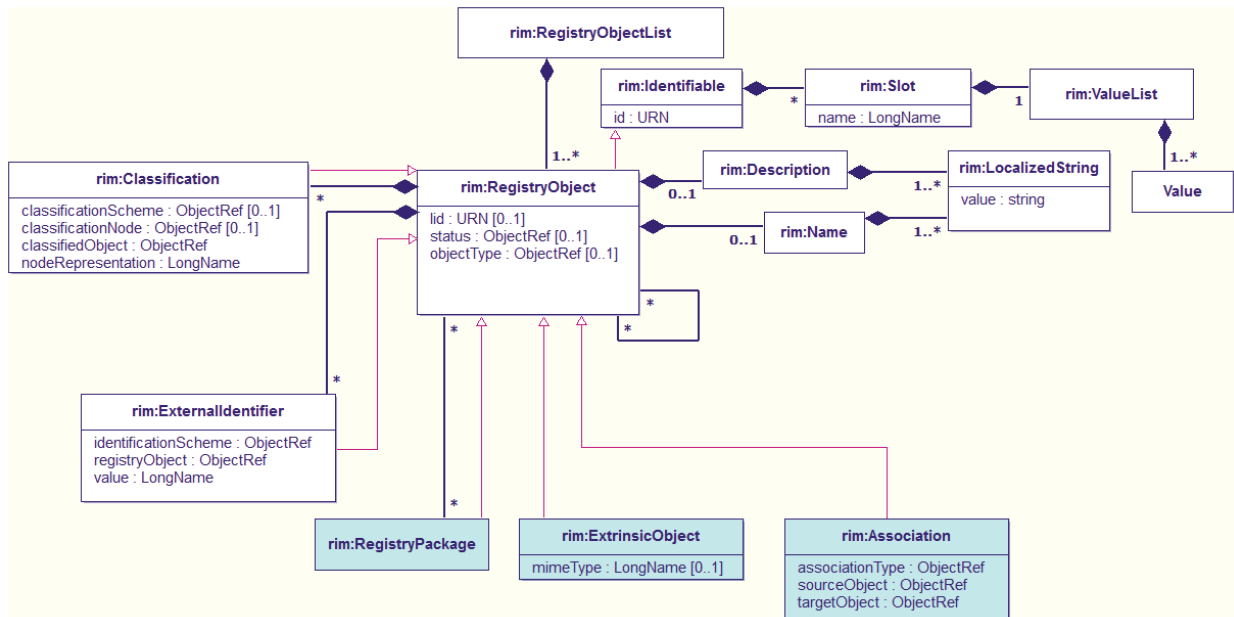 rim:RegistryObjectList
rim:Identifiable
id : URN
*
rim:Slot
name : LongName
1
rim:ValueList
1..*
1..*
Value
rim:Classification
classificationScheme : ObjectRef [0..1]
classificationNode : ObjectRef [0..1]
classifiedObject : ObjectRef
nodeRepresentation : LongName
*
rim:RegistryObject
lid : URN [0..1]
status : ObjectRef [0..1]
objectType : ObjectRef [0..1]
0..1
rim:Description
1..*
rim:LocalizedString
value : string
0..1
rim:Name
1..*
*
*
*
*
rim:ExternalIdentifier
identificationScheme : ObjectRef
registryObject : ObjectRef
value : LongName
*
rim:RegistryPackage
rim:ExtrinsicObject
mimeType : LongName [0..1]
rim:Association
associationType : ObjectRef
sourceObject : ObjectRef
targetObject : ObjectRef